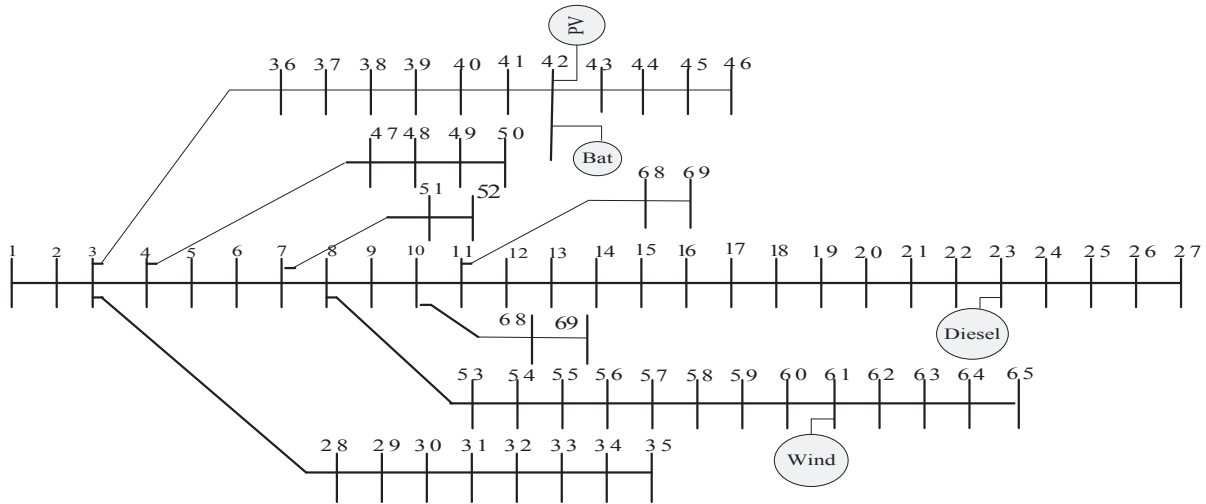 PV
36 37 38 39 40 41 42 43 44 45 46
47 48 49 50
Bat
68 69
51 52
1 2 3 4 5 6 7 8 9 10 11 12 13 14 15 16 17 18 19 20 21 22 23 24 25 26 27
68 69
Diesel
53 54 55 56 57 58 59 60 61 62 63 64 65
28 29 30 31 32 33 34 35
Wind